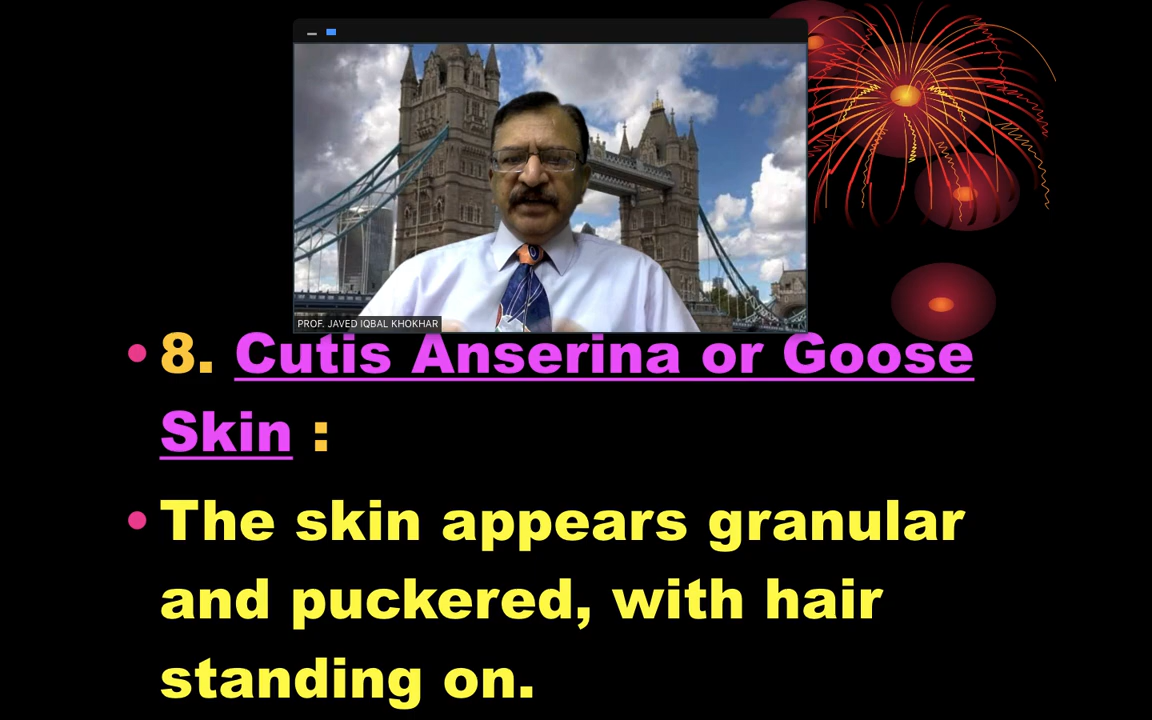 PROF. JAVED IQBAL KHOKHAR
• 8. Cutis Anserina or Goose
Skin :
• The skin appears granular
and puckered, with hair
standing on.